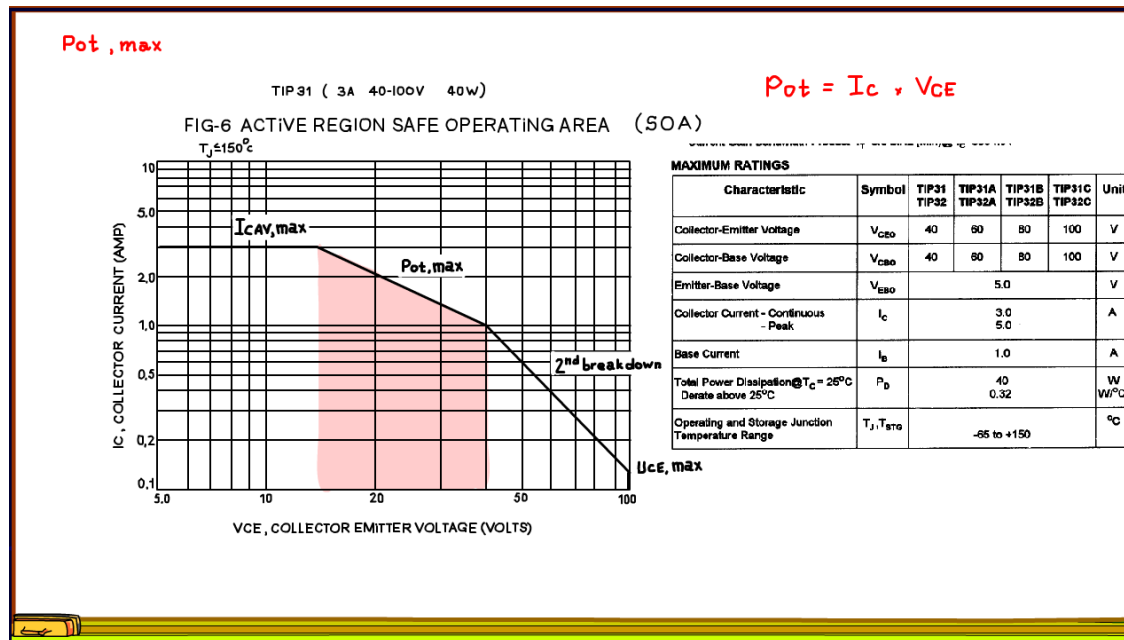 Pot , max
Pot = Ic × VCE
TIP31 ( 3A 40-100V 40W)
FIG-6 ACTiVE REGION SAFE OPERATiNG AREA (SOA)
TJ≤150°c
10
5.0
2.0
1.0
0,5
0,2
0,1
ICAV,max
Pot,max
2nd breakdown
UCE, max
5.0 10 20 50 100
IC, COLLECTOR CURRENT (AMP)
VCE, COLLECTOR EMITTER VOLTAGE (VOLTS)
MAXIMUM RATINGS
Characteristic Symbol TIP31 TIP32 TIP31A TIP32A TIP31B TIP32B TIP31C TIP32C Unit
Collector-Emitter Voltage VCEO 40 60 80 100 V
Collector-Base Voltage VCBO 40 60 80 100 V
Emitter-Base Voltage VEBO 5.0 V
Collector Current - Continuous IC 3.0 A
- Peak 5.0
Base Current IB 1.0 A
Total Power Dissipation@TC = 25°C PD 40 W
Derate above 25°C 0.32 W/°C
Operating and Storage Junction TJ,TSTG °C
Temperature Range -65 to +150